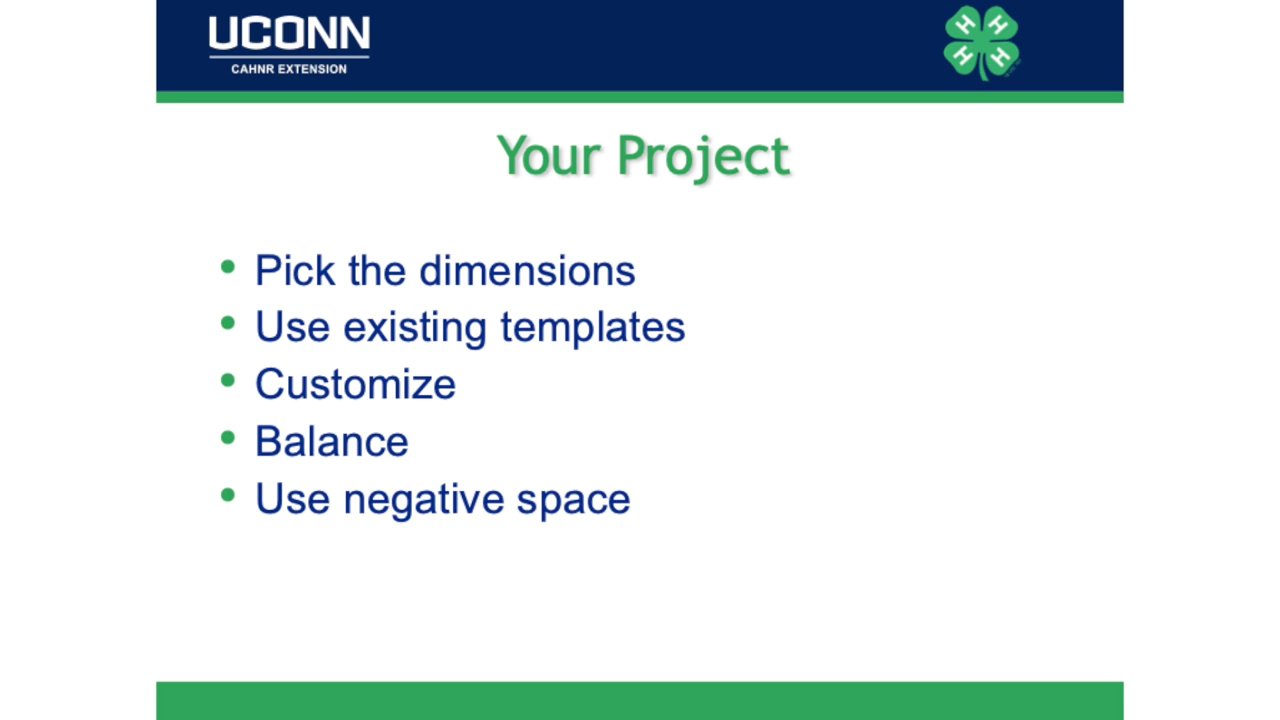 UCONN
CAHNR EXTENSION
H H
H H
Your Project
• Pick the dimensions
• Use existing templates
• Customize
• Balance
• Use negative space